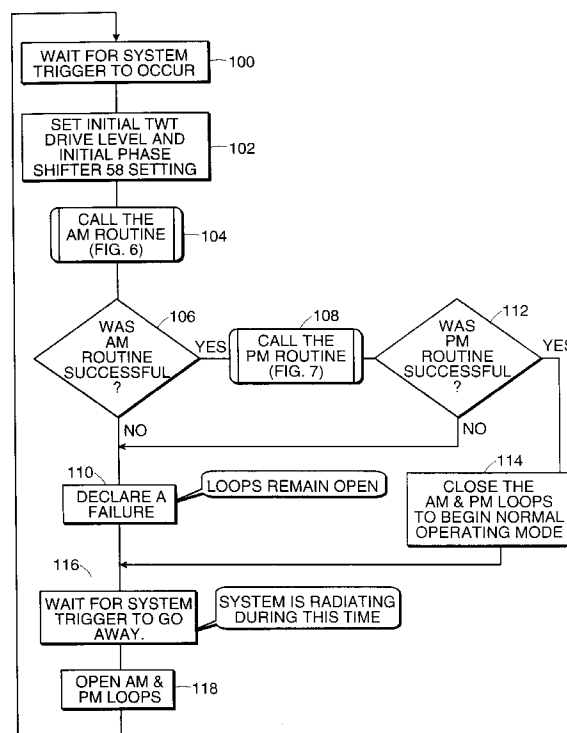 WAIT FOR SYSTEM
TRIGGER TO OCCUR
100
SET INITIAL TWT
DRIVE LEVEL AND
INITIAL PHASE
SHIFTER 58 SETTING
102
CALL THE
AM ROUTINE
(FIG. 6)
104
WAS
AM
ROUTINE
SUCCESSFUL
?
106
YES
NO
108
CALL THE
PM ROUTINE
(FIG. 7)
112
WAS
PM
ROUTINE
SUCCESSFUL
?
YES
NO
110
DECLARE A
FAILURE
LOOPS REMAIN OPEN
114
CLOSE THE
AM & PM LOOPS
TO BEGIN NORMAL
OPERATING MODE
116
WAIT FOR SYSTEM
TRIGGER TO GO
AWAY.
SYSTEM IS RADIATING
DURING THIS TIME
OPEN AM &
PM LOOPS
118